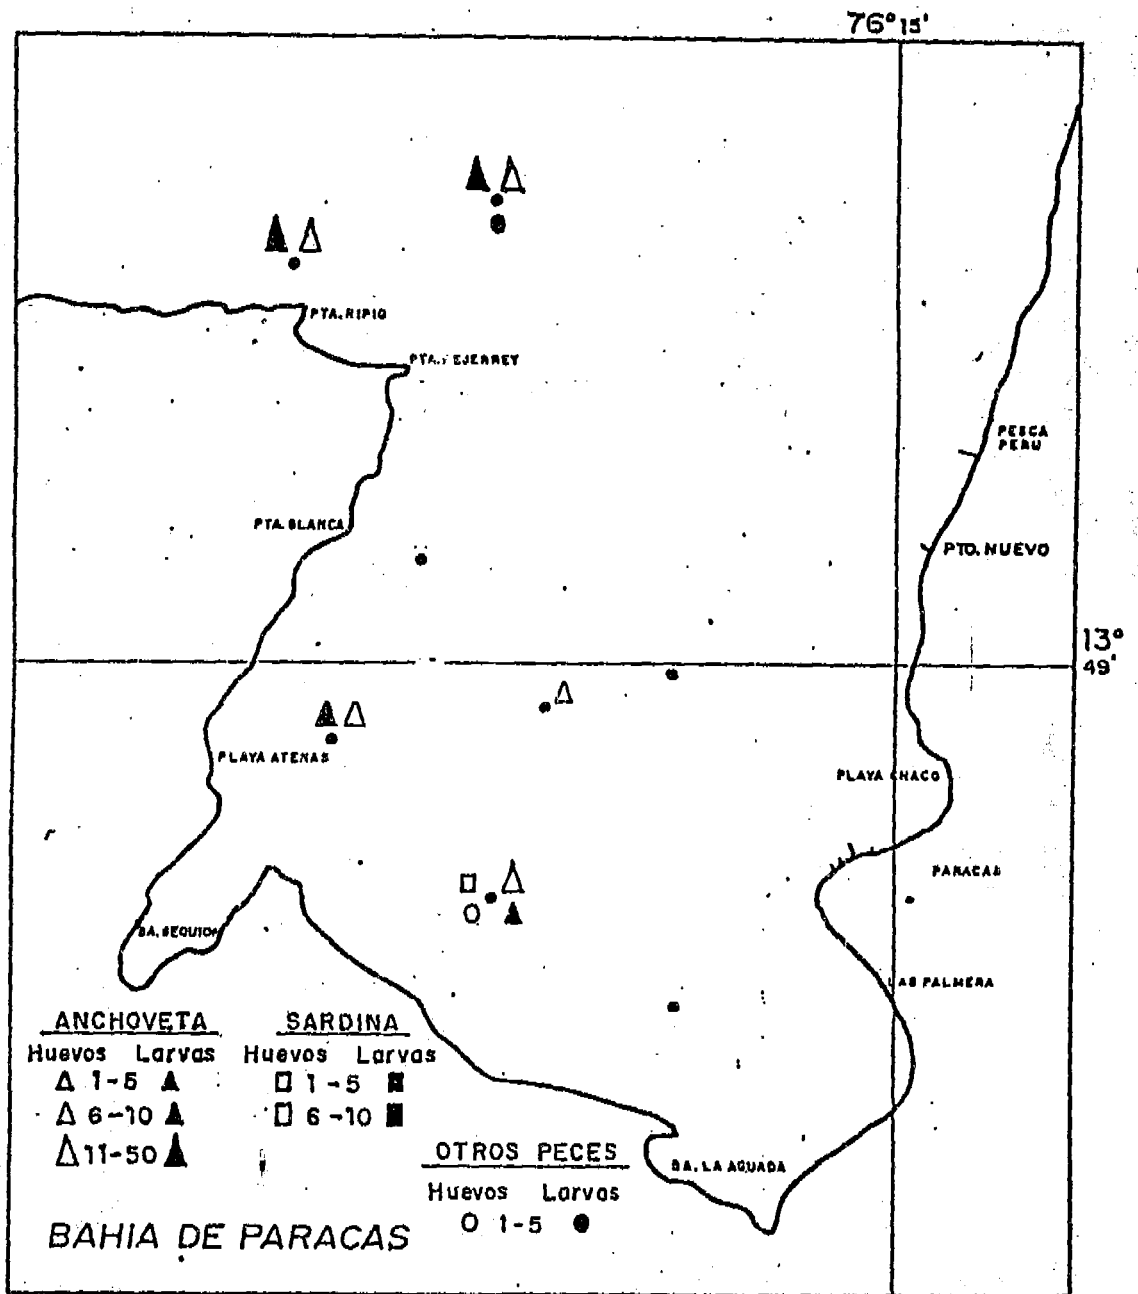 76° 15'
PTA. RIPIO
PTA. PEJERREY
PESCA
PERU
PTA. BLANCA
PTO. NUEVO
13°
49'
PLAYA ATENAS
PLAYA CHACO
PARACAS
BA. SEQUION
LAS PALMERA
ANCHOVETA SARDINA
Huevos Larvas Huevos Larvas
1-5 1-5
6-10 6-10
11-50
OTROS PECES
BA. LA AGUADA
Huevos Larvas
1-5
BAHIA DE PARACAS